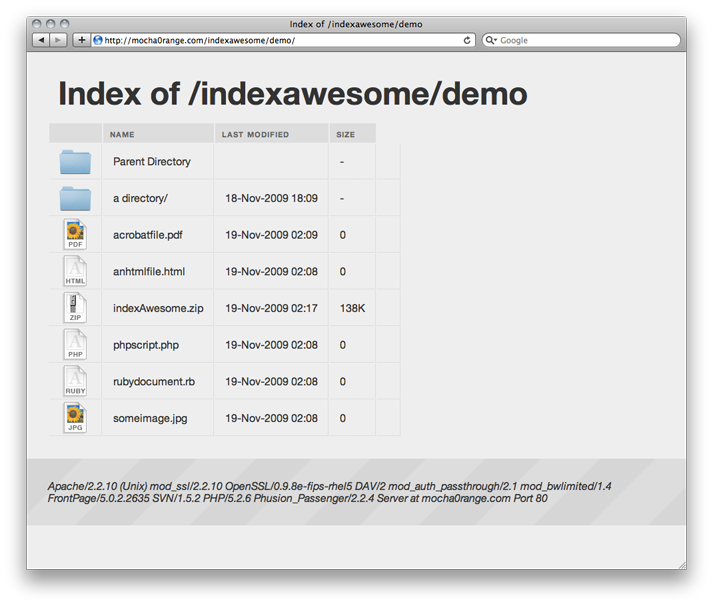 Index of /indexawesome/demo
http://mocha0range.com/indexawesome/demo/ Google
Index of /indexawesome/demo
NAME LAST MODIFIED SIZE
Parent Directory -
a directory/ 18-Nov-2009 18:09 -
PDF acrobatfile.pdf 19-Nov-2009 02:09 0
HTML anhtmlfile.html 19-Nov-2009 02:08 0
ZIP indexAwesome.zip 19-Nov-2009 02:17 138K
PHP phpscript.php 19-Nov-2009 02:08 0
RUBY rubydocument.rb 19-Nov-2009 02:08 0
JPG someimage.jpg 19-Nov-2009 02:08 0
Apache/2.2.10 (Unix) mod_ssl/2.2.10 OpenSSL/0.9.8e-fips-rhel5 DAV/2 mod_auth_passthrough/2.1 mod_bwlimited/1.4
FrontPage/5.0.2.2635 SVN/1.5.2 PHP/5.2.6 Phusion_Passenger/2.2.4 Server at mocha0range.com Port 80